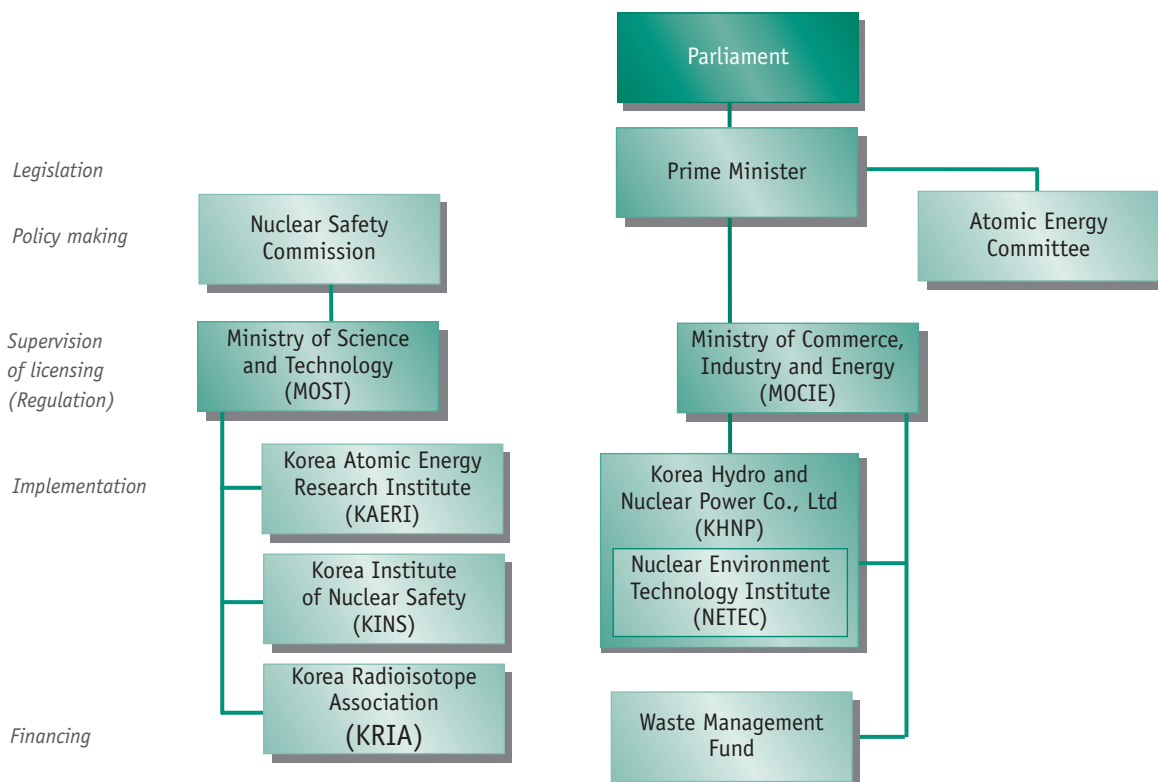 Parliament
Legislation
Prime Minister
Policy making
Nuclear Safety
Commission
Atomic Energy
Committee
Supervision
of licensing
(Regulation)
Ministry of Science
and Technology
(MOST)
Ministry of Commerce,
Industry and Energy
(MOCIE)
Implementation
Korea Atomic Energy
Research Institute
(KAERI)
Korea Hydro and
Nuclear Power Co., Ltd
(KHNP)
Nuclear Environment
Technology Institute
(NETEC)
Korea Institute
of Nuclear Safety
(KINS)
Korea Radioisotope
Association
(KRIA)
Financing
Waste Management
Fund